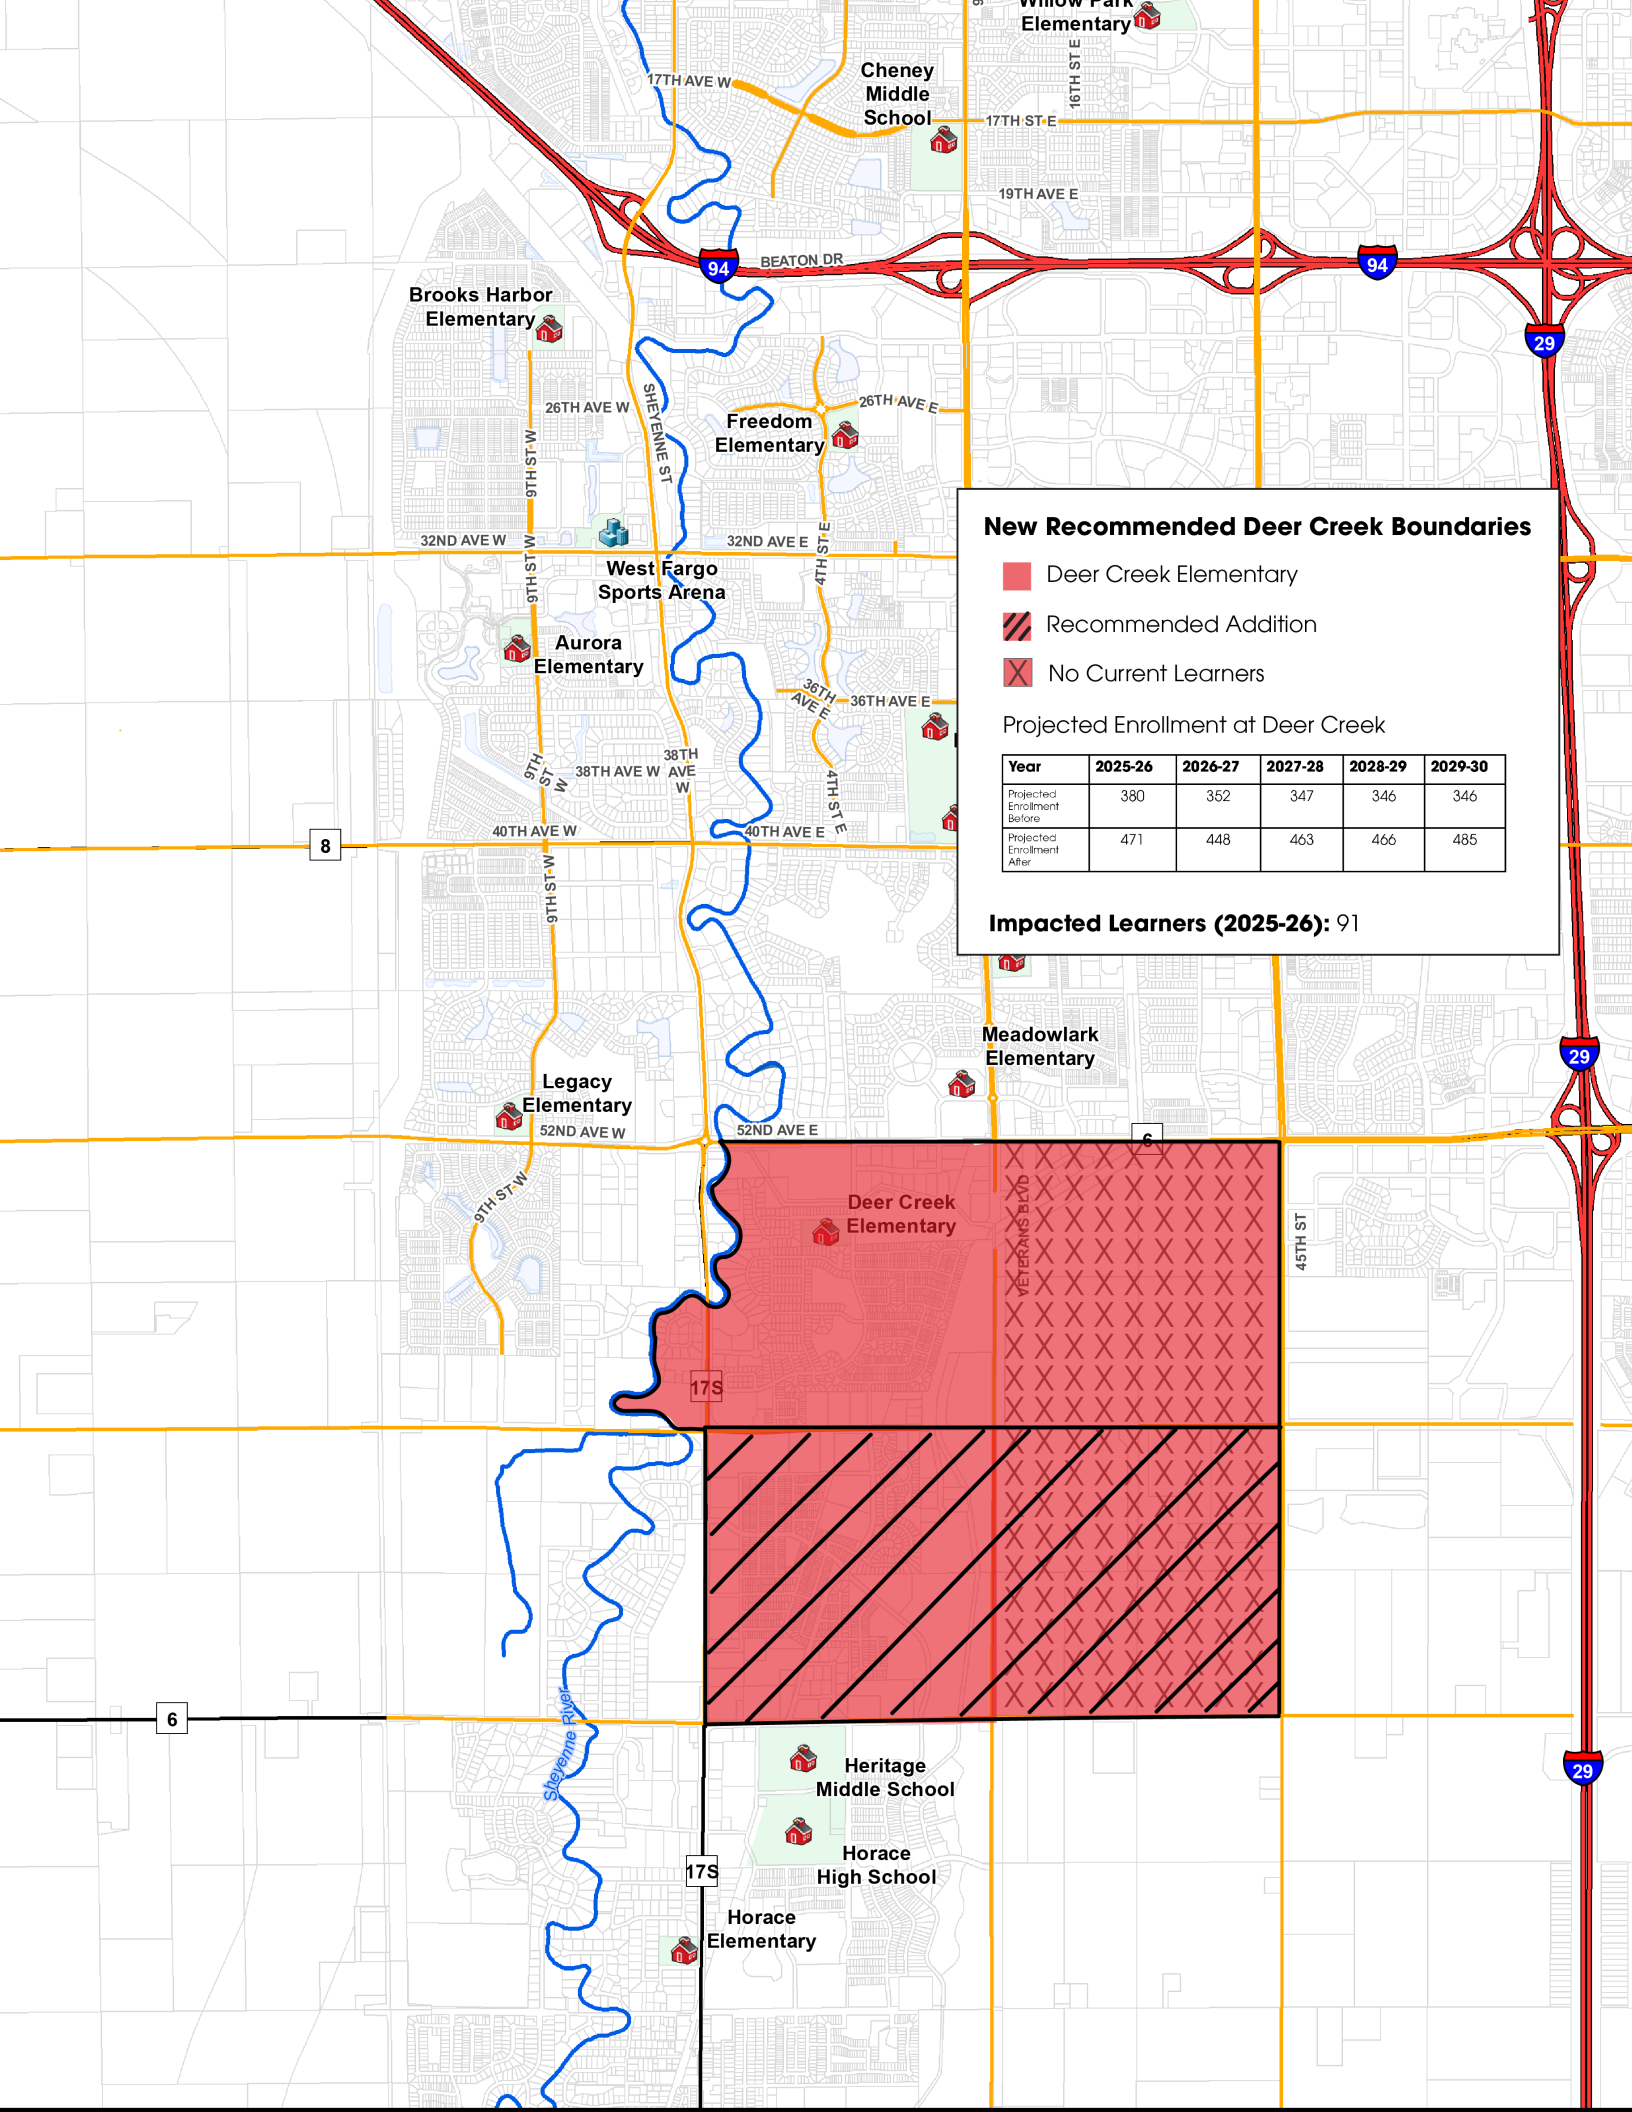 Willow Park
Elementary
16TH ST E
Cheney
Middle
School
17TH AVE W
17TH ST E
19TH AVE E
94
BEATON DR
94
29
Brooks Harbor
Elementary
26TH AVE W
SHEYENNE ST
9TH ST W
Freedom
Elementary
26TH AVE E
32ND AVE W
32ND AVE E
9TH ST W
4TH ST E
West Fargo
Sports Arena
Aurora
Elementary
36TH
AVE E
36TH AVE E
9TH
ST
W
38TH AVE W
38TH
AVE
W
4TH ST E
40TH AVE W
40TH AVE E
8
9TH ST W
New Recommended Deer Creek Boundaries
Deer Creek Elementary
Recommended Addition
X No Current Learners
Projected Enrollment at Deer Creek
Year 2025-26 2026-27 2027-28 2028-29 2029-30
Projected
Enrollment
Before
380 352 347 346 346
Projected
Enrollment
After
471 448 463 466 485
Impacted Learners (2025-26): 91
Meadowlark
Elementary
29
Legacy
Elementary
52ND AVE W
52ND AVE E
6
9TH ST W
Deer Creek
Elementary
VETERANS BLVD
45TH ST
17S
6
Sheyenne River
29
Heritage
Middle School
Horace
High School
17S
Horace
Elementary